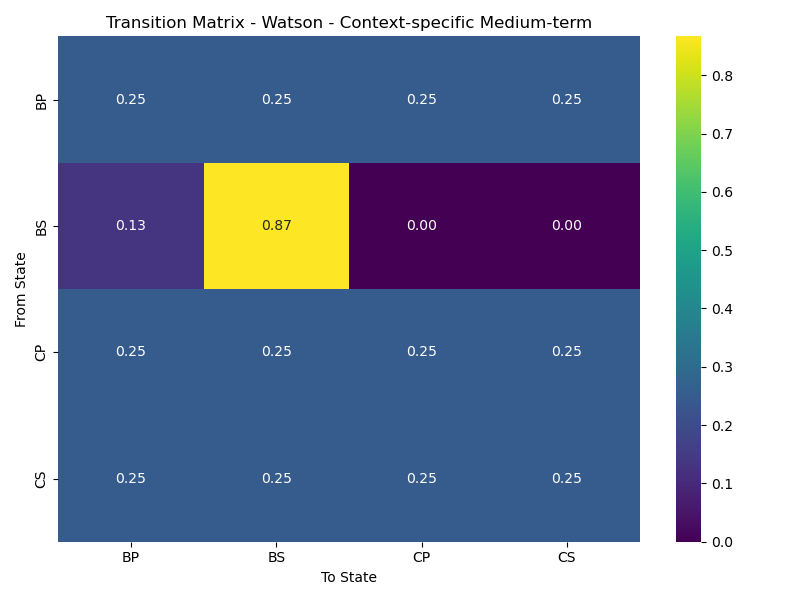 Transition Matrix - Watson - Context-specific Medium-term
BP 0.25 0.25 0.25 0.25
BS 0.13 0.87 0.00 0.00
CP 0.25 0.25 0.25 0.25
CS 0.25 0.25 0.25 0.25
BP BS CP CS
From State
To State
0.8
0.7
0.6
0.5
0.4
0.3
0.2
0.1
0.0